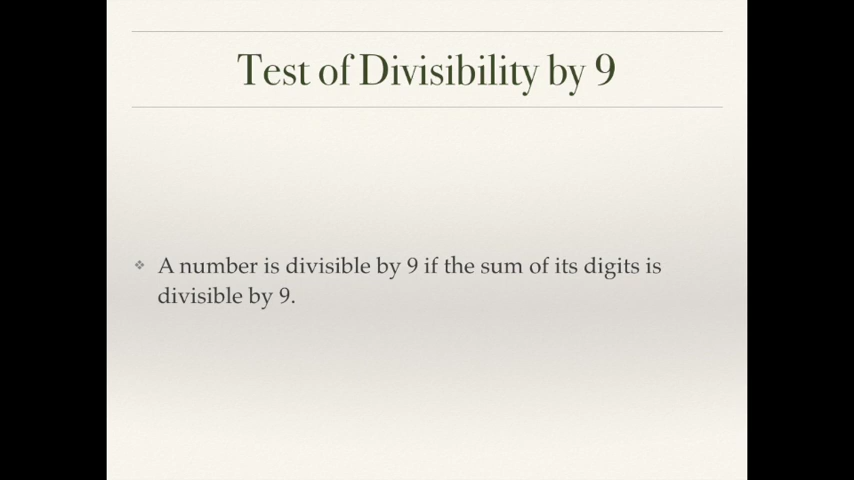 Test of Divisibility by 9
A number is divisible by 9 if the sum of its digits is
divisible by 9.